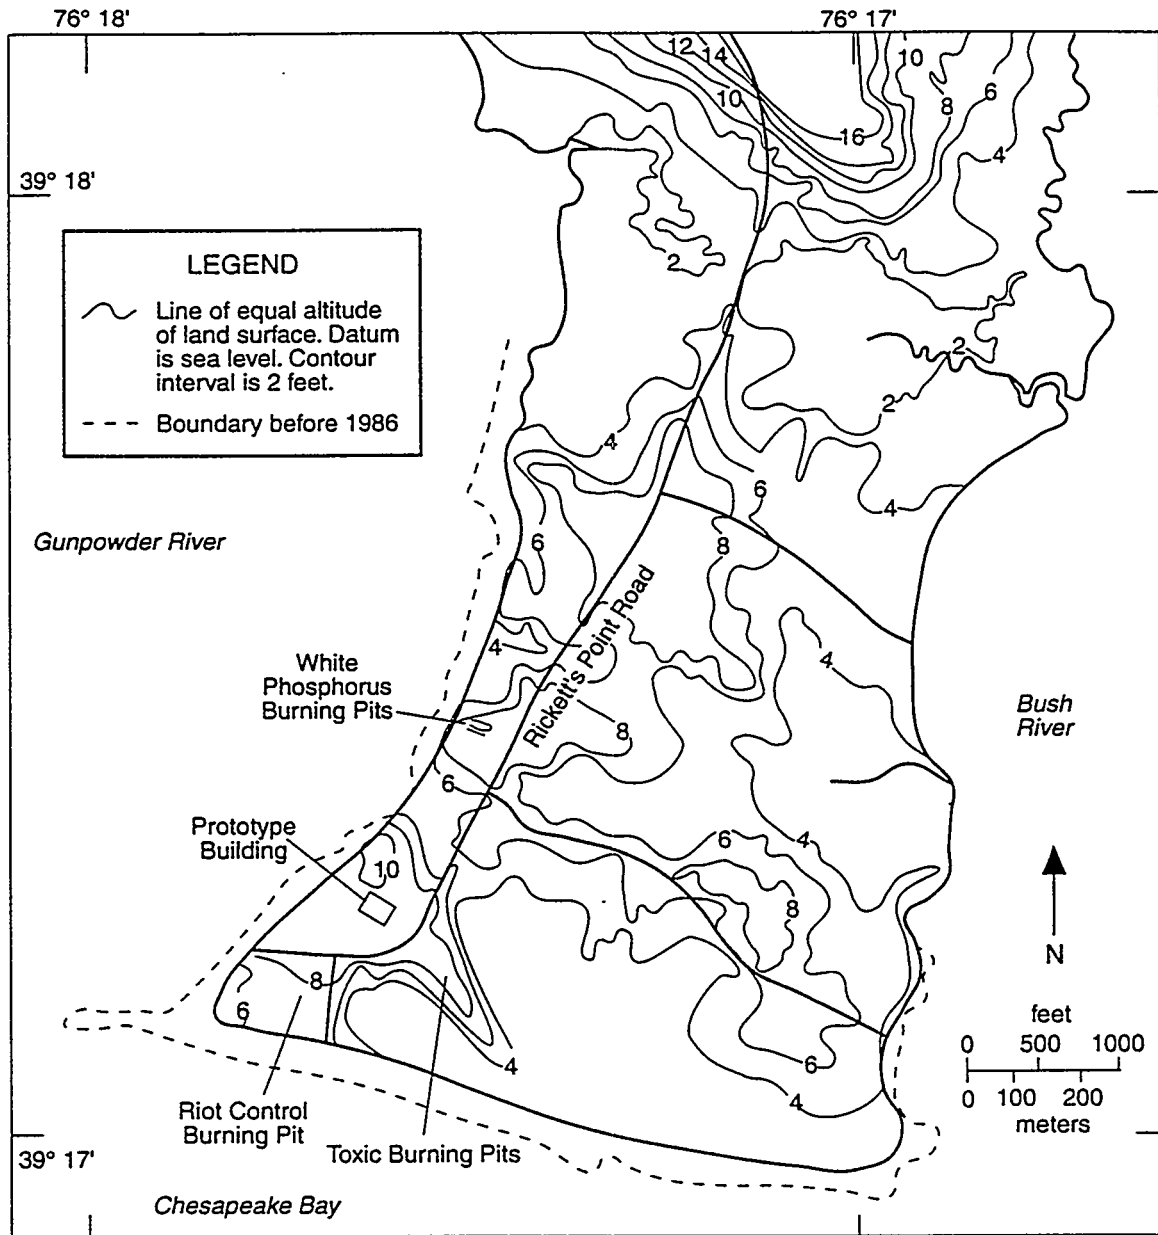 76° 18'
76° 17'
12
14
10
10
8
6
16
4
39° 18'
LEGEND
Line of equal altitude
of land surface. Datum
is sea level. Contour
interval is 2 feet.
Boundary before 1986
2
2
2
4
6
4
Gunpowder River
6
8
Rickett's Point Road
4
4
White
Phosphorus
Burning Pits
8
Bush
River
6
Prototype
Building
10
6
4
8
N
8
6
feet
0 500 1000
0 100 200
meters
4
6
4
Riot Control
Burning Pit
Toxic Burning Pits
39° 17'
Chesapeake Bay